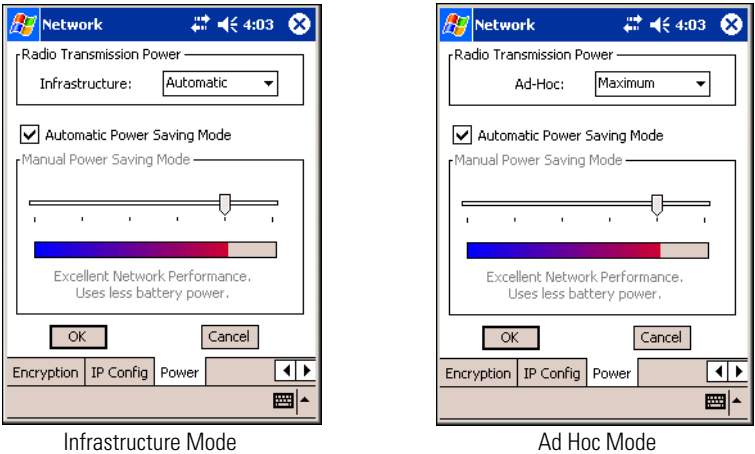 Network 4:03
Radio Transmission Power
Infrastructure: Automatic
Automatic Power Saving Mode
Manual Power Saving Mode
Excellent Network Performance.
Uses less battery power.
OK Cancel
Encryption IP Config Power
Infrastructure Mode
Network 4:03
Radio Transmission Power
Ad-Hoc: Maximum
Automatic Power Saving Mode
Manual Power Saving Mode
Excellent Network Performance.
Uses less battery power.
OK Cancel
Encryption IP Config Power
Ad Hoc Mode